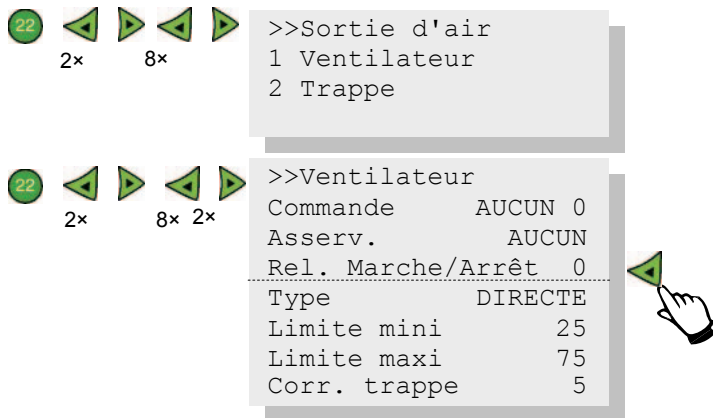 22
2× 8×
>>Sortie d'air
1 Ventilateur
2 Trappe
22
2× 8× 2×
>>Ventilateur
Commande AUCUN 0
Asserv. AUCUN
Rel. Marche/Arrêt 0
Type DIRECTE
Limite mini 25
Limite maxi 75
Corr. trappe 5